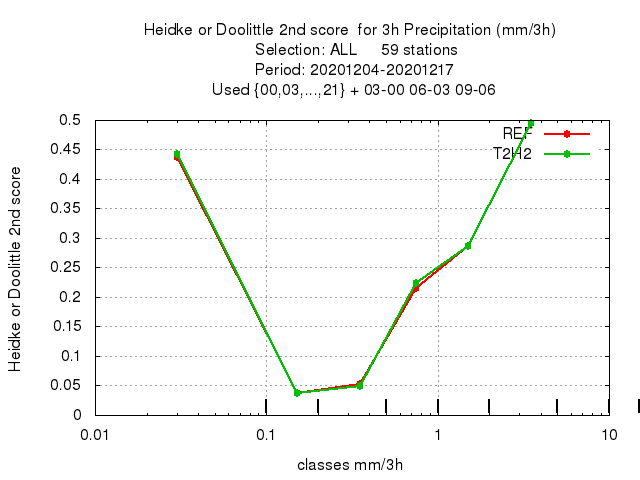 Heidke or Doolittle 2nd score  for 3h Precipitation (mm/3h)
Selection: ALL     59 stations
Period: 20201204-20201217
Used {00,03,...,21} + 03-00 06-03 09-06
REF
T2H2
0.5
0.45
0.4
0.35
0.3
0.25
0.2
0.15
0.1
0.05
0
Heidke or Doolittle 2nd score
0.01
0.1
1
10
classes mm/3h